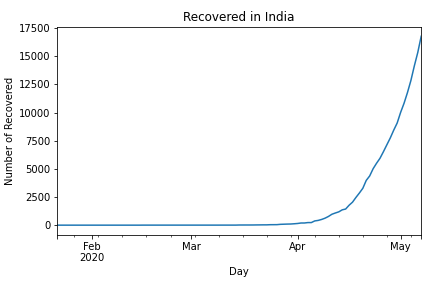 Recovered in India
Number of Recovered
17500
15000
12500
10000
7500
5000
2500
0
Feb
2020
Mar
Apr
May
Day